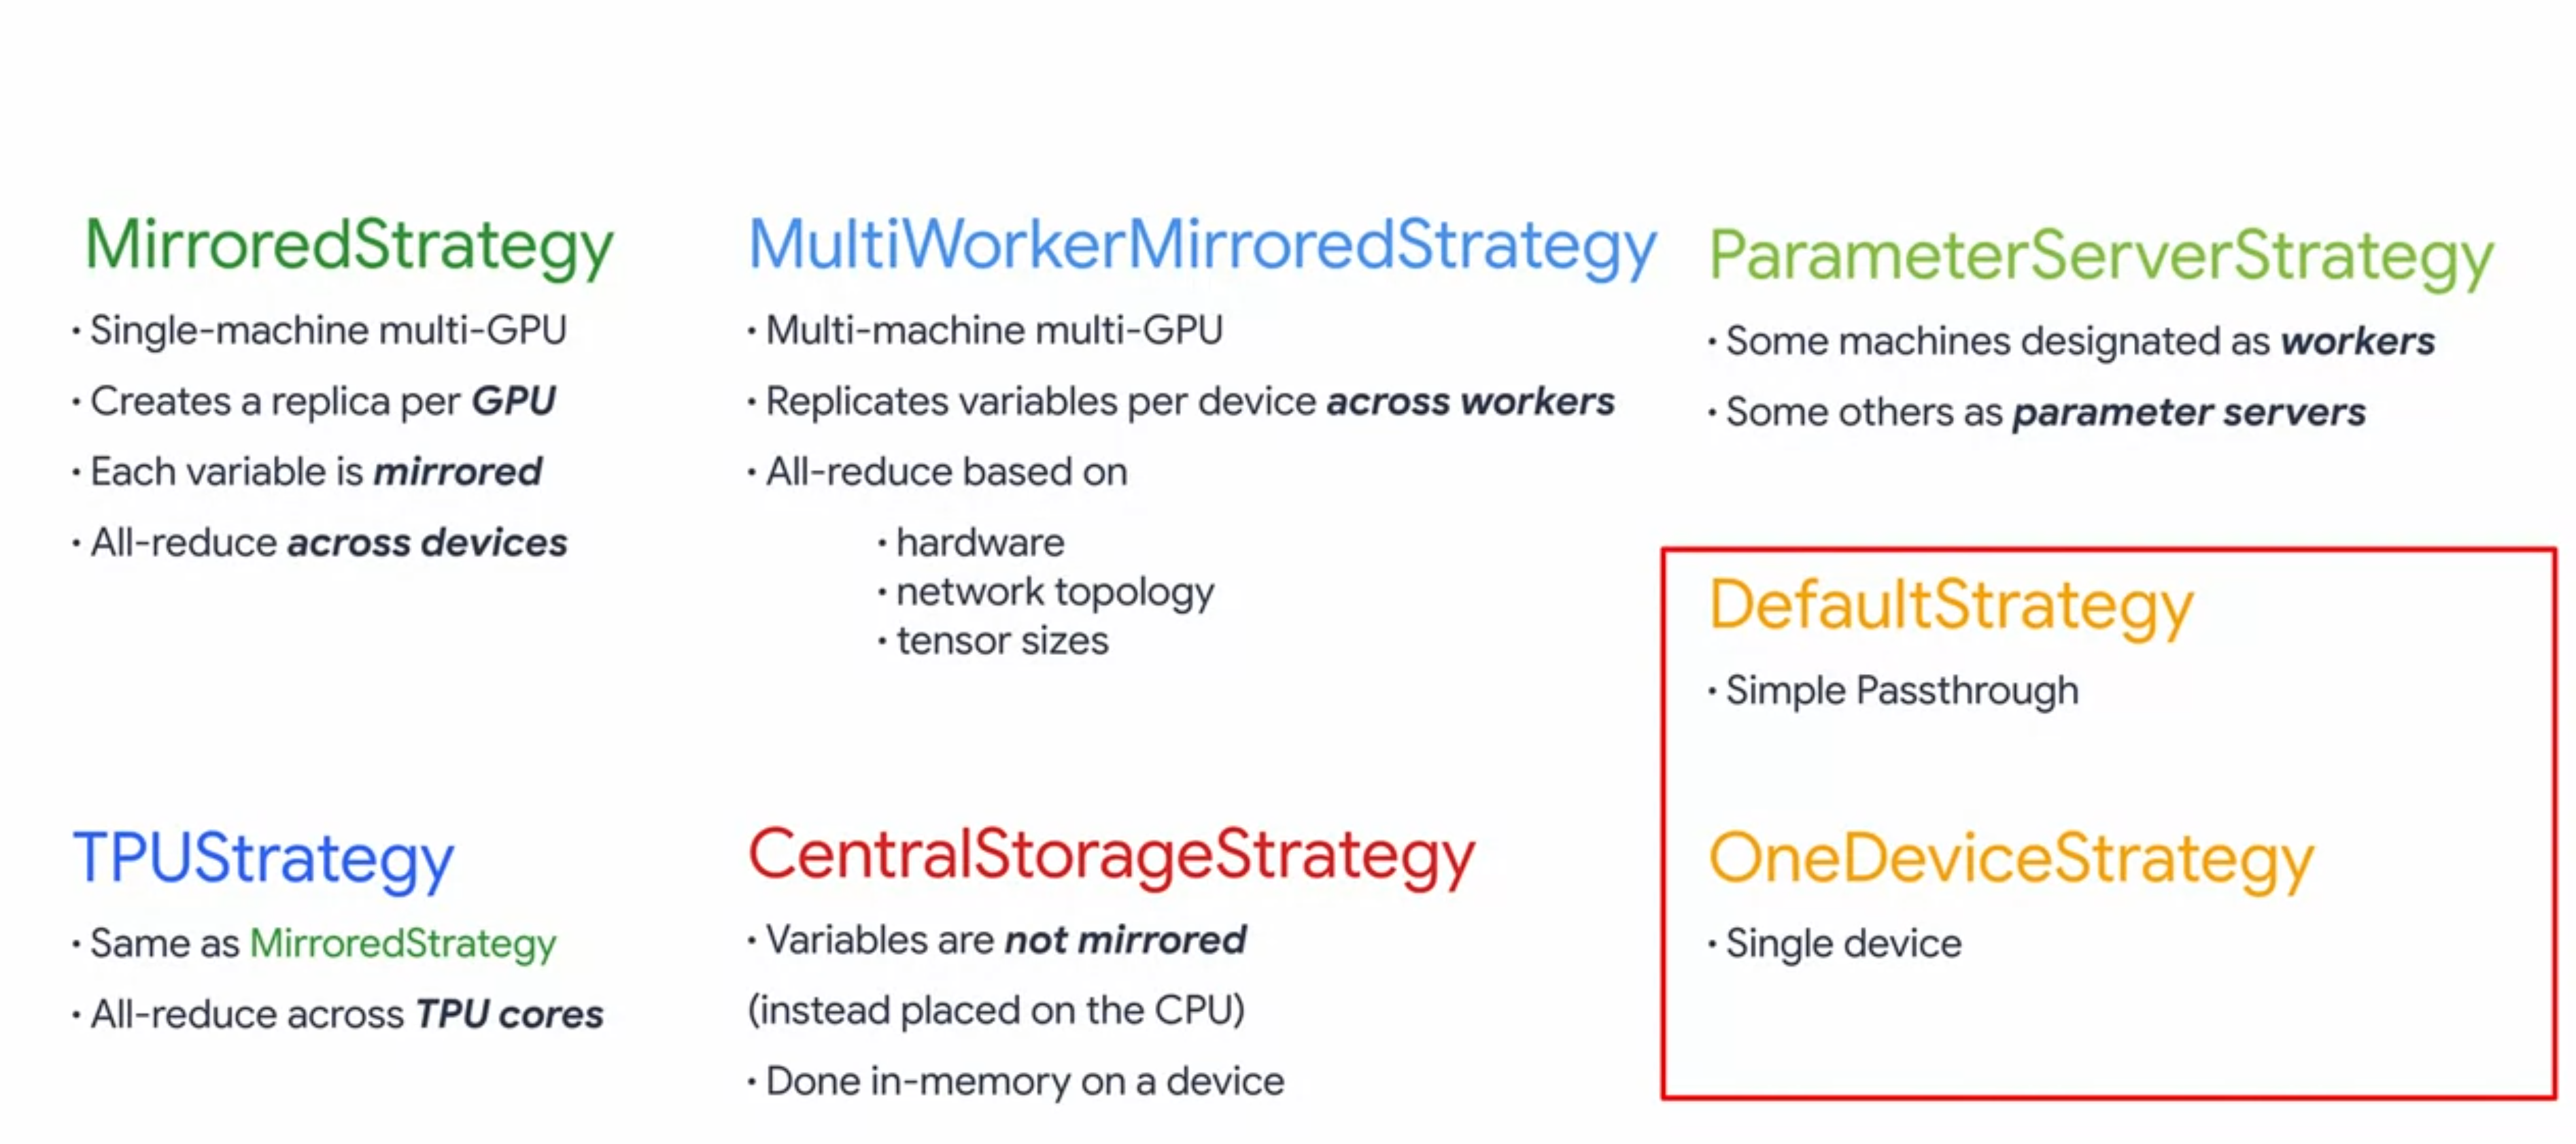 MirroredStrategy
· Single-machine multi-GPU
· Creates a replica per GPU
· Each variable is mirrored
· All-reduce across devices
MultiWorkerMirroredStrategy
· Multi-machine multi-GPU
· Replicates variables per device across workers
· All-reduce based on
· hardware
· network topology
· tensor sizes
ParameterServerStrategy
· Some machines designated as workers
· Some others as parameter servers
DefaultStrategy
· Simple Passthrough
TPUStrategy
· Same as MirroredStrategy
· All-reduce across TPU cores
CentralStorageStrategy
· Variables are not mirrored
(instead placed on the CPU)
· Done in-memory on a device
OneDeviceStrategy
· Single device